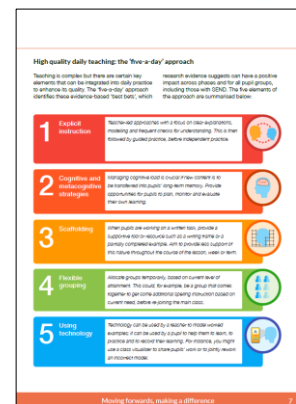 High quality daily teaching: the 'five-a-day' approach
Teaching is complex but there are certain key
elements that can be integrated into daily practice
to enhance its quality. The 'five-a-day' approach
identifies these evidence-based 'best bets', which
research evidence suggests can have a positive
impact across phases and for all pupil groups,
including those with SEND. The five elements of
the approach are summarised below:
1
Explicit
instruction
Teacher-led approaches with a focus on clear explanations,
modelling and frequent checks for understanding. This is then
followed by guided practice, before independent practice.
2
Cognitive and
metacognitive
strategies
Managing cognitive load is crucial if new content is to
be transferred into pupils' long-term memory. Provide
opportunities for pupils to plan, monitor and evaluate
their own learning.
3
Scaffolding
When pupils are working on a written task, provide a
supportive tool or resource such as a writing frame or a
partially completed example. Aim to provide less support of
this nature throughout the course of the lesson, week or term.
4
Flexible
grouping
Allocate groups temporarily, based on current level of
attainment. This could, for example, be a group that comes
together to get some additional spelling instruction based on
current need, before re-joining the main class.
5
Using
technology
Technology can be used by a teacher to model worked
examples; it can be used by a pupil to help them to learn, to
practice and to record their learning. For instance, you might
use a class visualiser to share pupils' work or to jointly rework
an incorrect model.
Moving forwards, making a difference
7